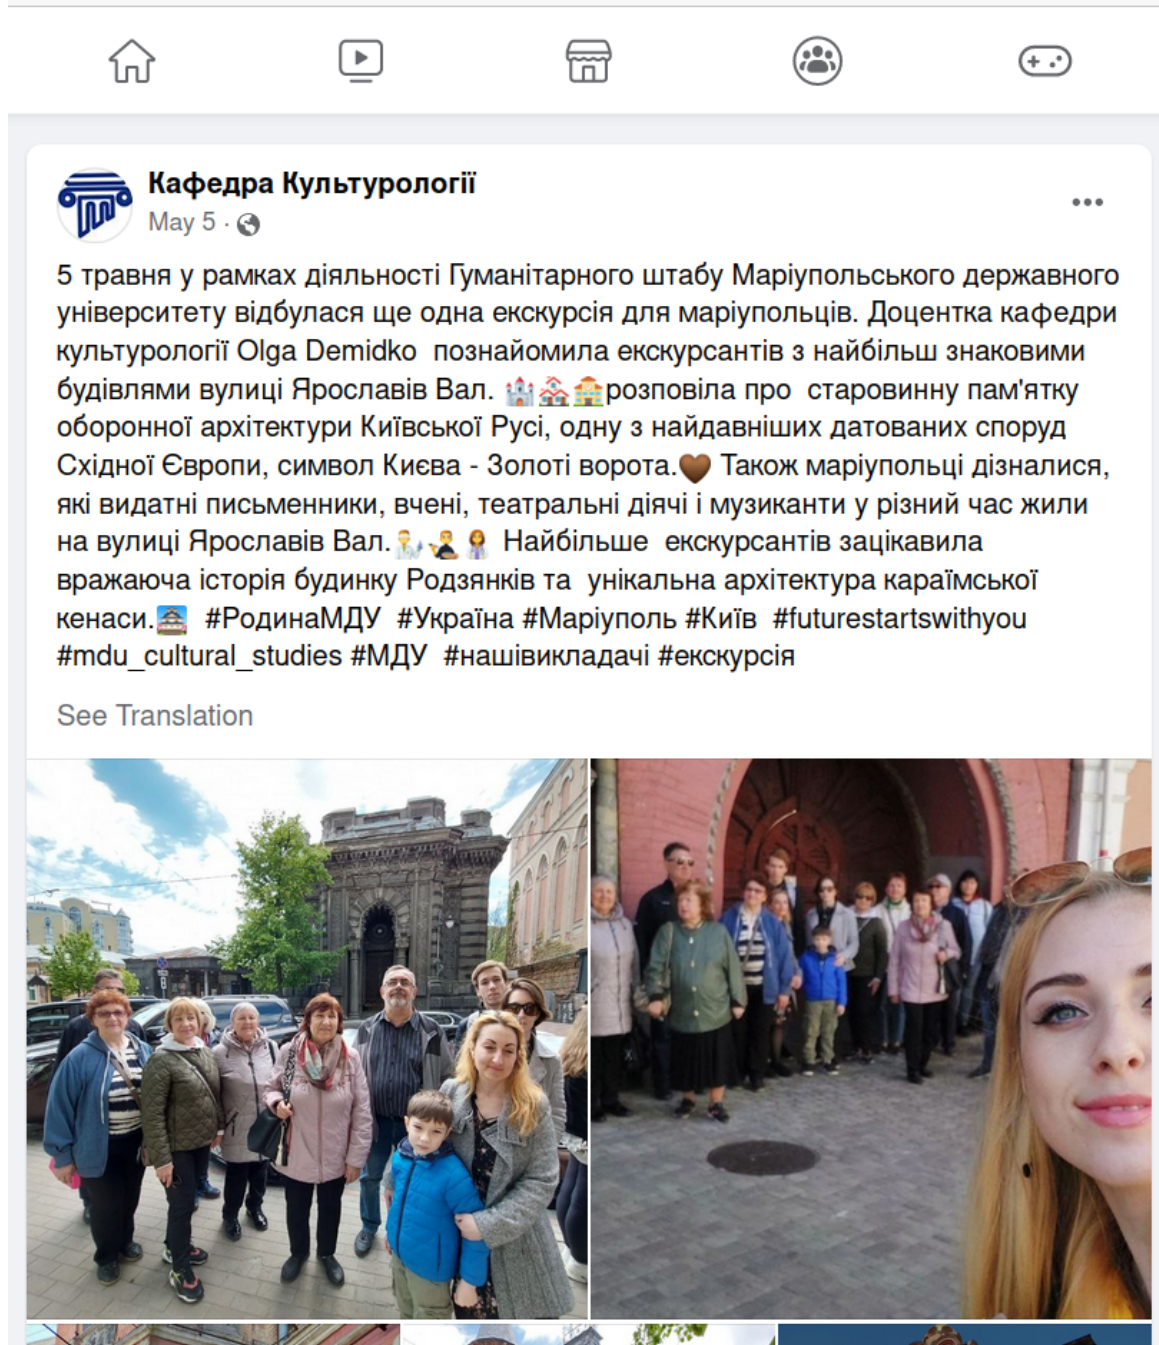 Кафедра Культурології
May 5 ·
5 травня у рамках діяльності Гуманітарного штабу Маріупольського державного
університету відбулася ще одна екскурсія для маріупольців. Доцентка кафедри
культурології Olga Demidko  познайомила екскурсантів з найбільш знаковими
будівлями вулиці Ярославів Вал. 🏰🏘️🏫розповіла про  старовинну пам'ятку
оборонної архітектури Київської Русі, одну з найдавніших датованих споруд
Східної Європи, символ Києва - Золоті ворота.🤎 Також маріупольці дізналися,
які видатні письменники, вчені, театральні діячі і музиканти у різний час жили
на вулиці Ярославів Вал.👨‍🔬👨‍🎨👩‍⚕️  Найбільше  екскурсантів зацікавила
вражаюча історія будинку Родзянків та  унікальна архітектура караїмської
кенаси.🏯  #РодинаМДУ  #Україна #Маріуполь #Київ  #futurestartswithyou
#mdu_cultural_studies #МДУ  #нашівикладачі #екскурсія
See Translation